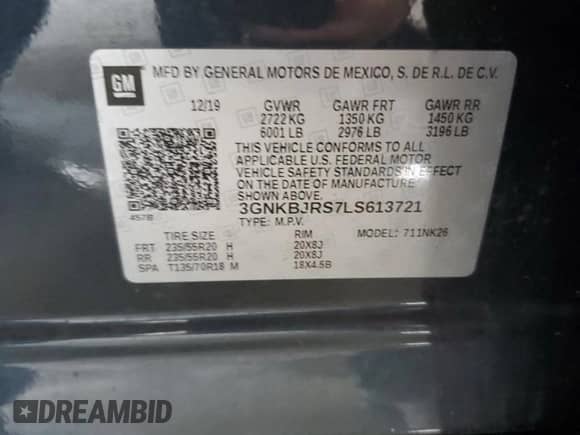 GM
MFD BY GENERAL MOTORS DE MEXICO, S. DE R.L. DE C.V.
12/19 GVWR GAWR FRT GAWR RR
2722 KG 1350 KG 1450 KG
6001 LB 2976 LB 3196 LB
THIS VEHICLE CONFORMS TO ALL
APPLICABLE U.S. FEDERAL MOTOR
VEHICLE SAFETY STANDARDS IN EFFECT
ON THE DATE OF MANUFACTURE
SHOWN ABOVE.
3GNKBJRS7LS613721
457B TYPE: M.P.V.
TIRE SIZE RIM MODEL: 711NK26
FRT 235/55R20 H 20X8J
RR 235/55R20 H 20X8J
SPA T135/70R18 M 18X4.5B
DREAMBID